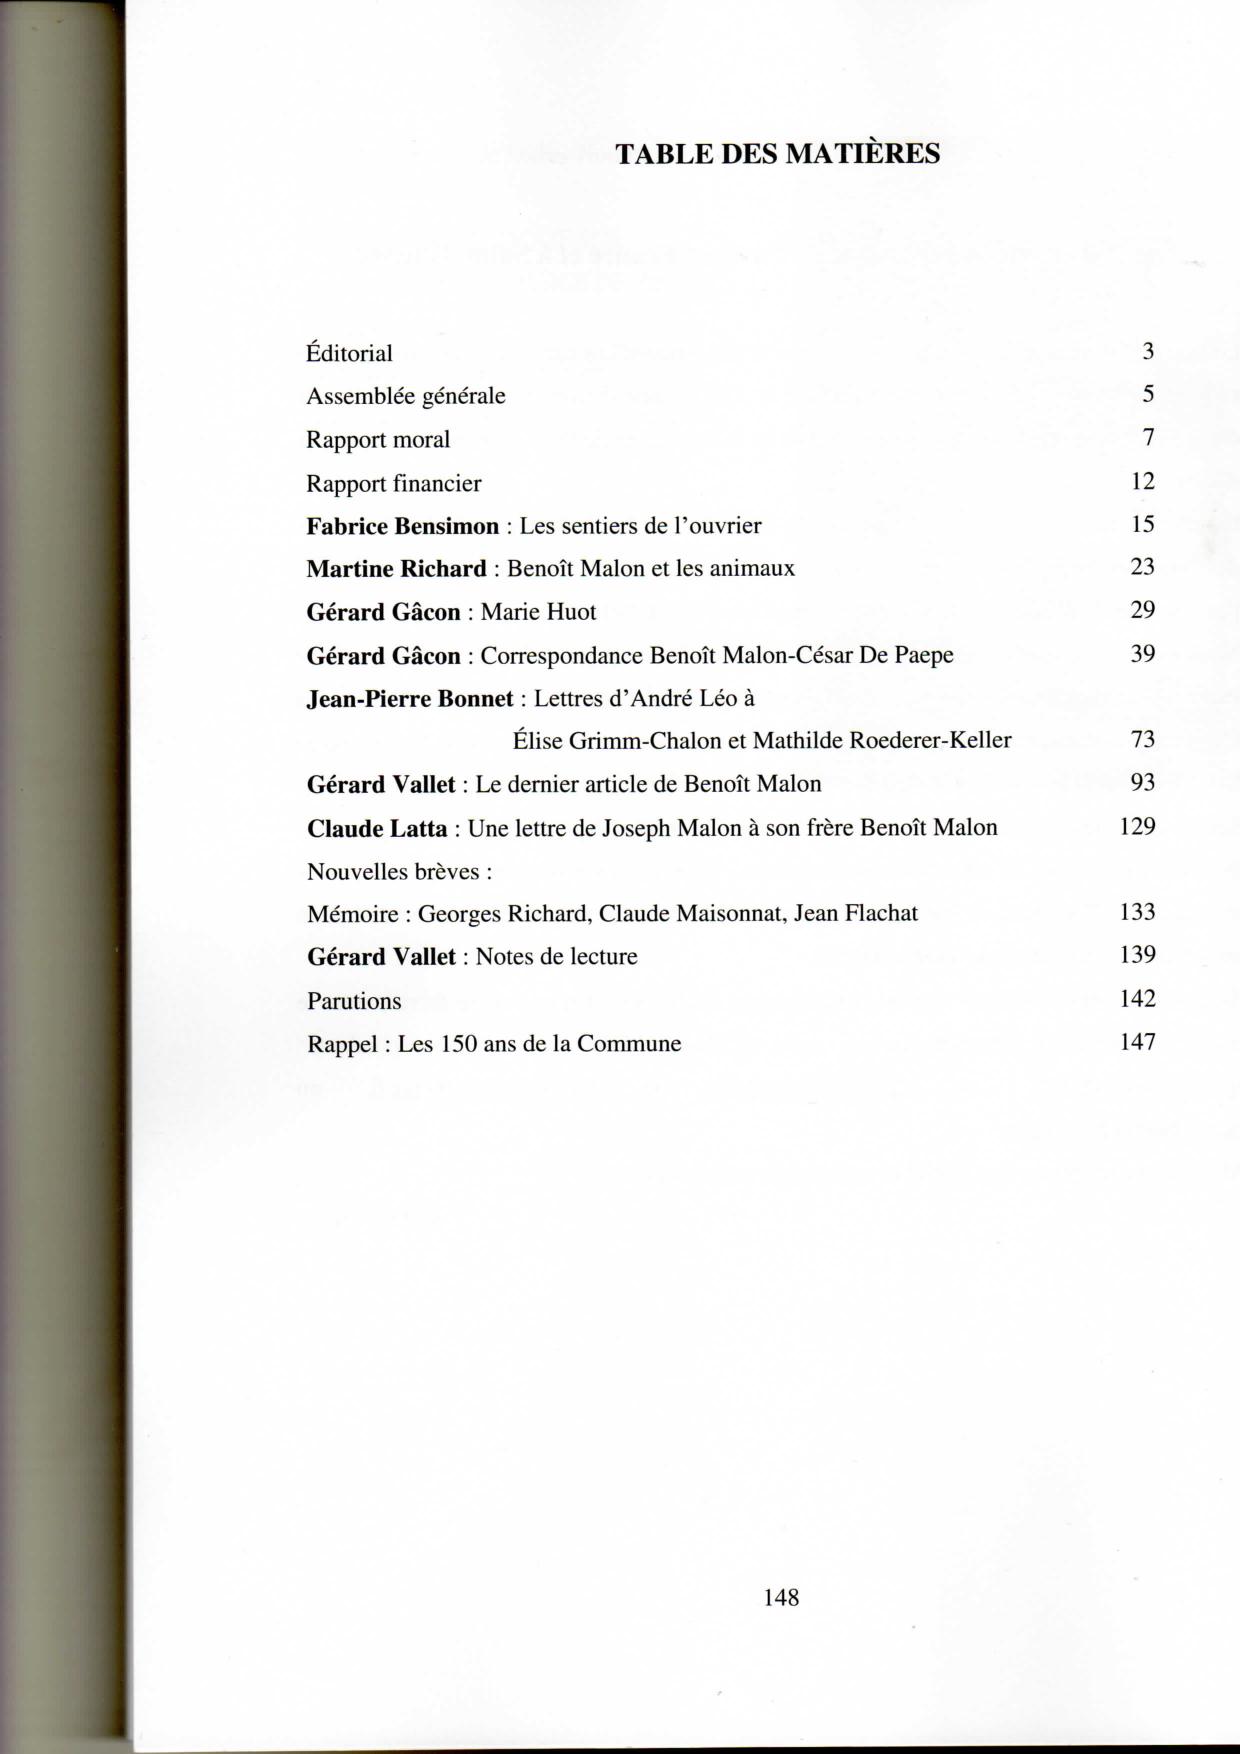 TABLE DES MATIÈRES
Éditorial 3
Assemblée générale 5
Rapport moral 7
Rapport financier 12
Fabrice Bensimon : Les sentiers de l'ouvrier 15
Martine Richard : Benoît Malon et les animaux 23
Gérard Gâcon : Marie Huot 29
Gérard Gâcon : Correspondance Benoît Malon-César De Paepe 39
Jean-Pierre Bonnet : Lettres d'André Léo à
Élise Grimm-Chalon et Mathilde Roederer-Keller 73
Gérard Vallet : Le dernier article de Benoît Malon 93
Claude Latta : Une lettre de Joseph Malon à son frère Benoît Malon 129
Nouvelles brèves :
Mémoire : Georges Richard, Claude Maisonnat, Jean Flachat 133
Gérard Vallet : Notes de lecture 139
Parutions 142
Rappel : Les 150 ans de la Commune 147
148